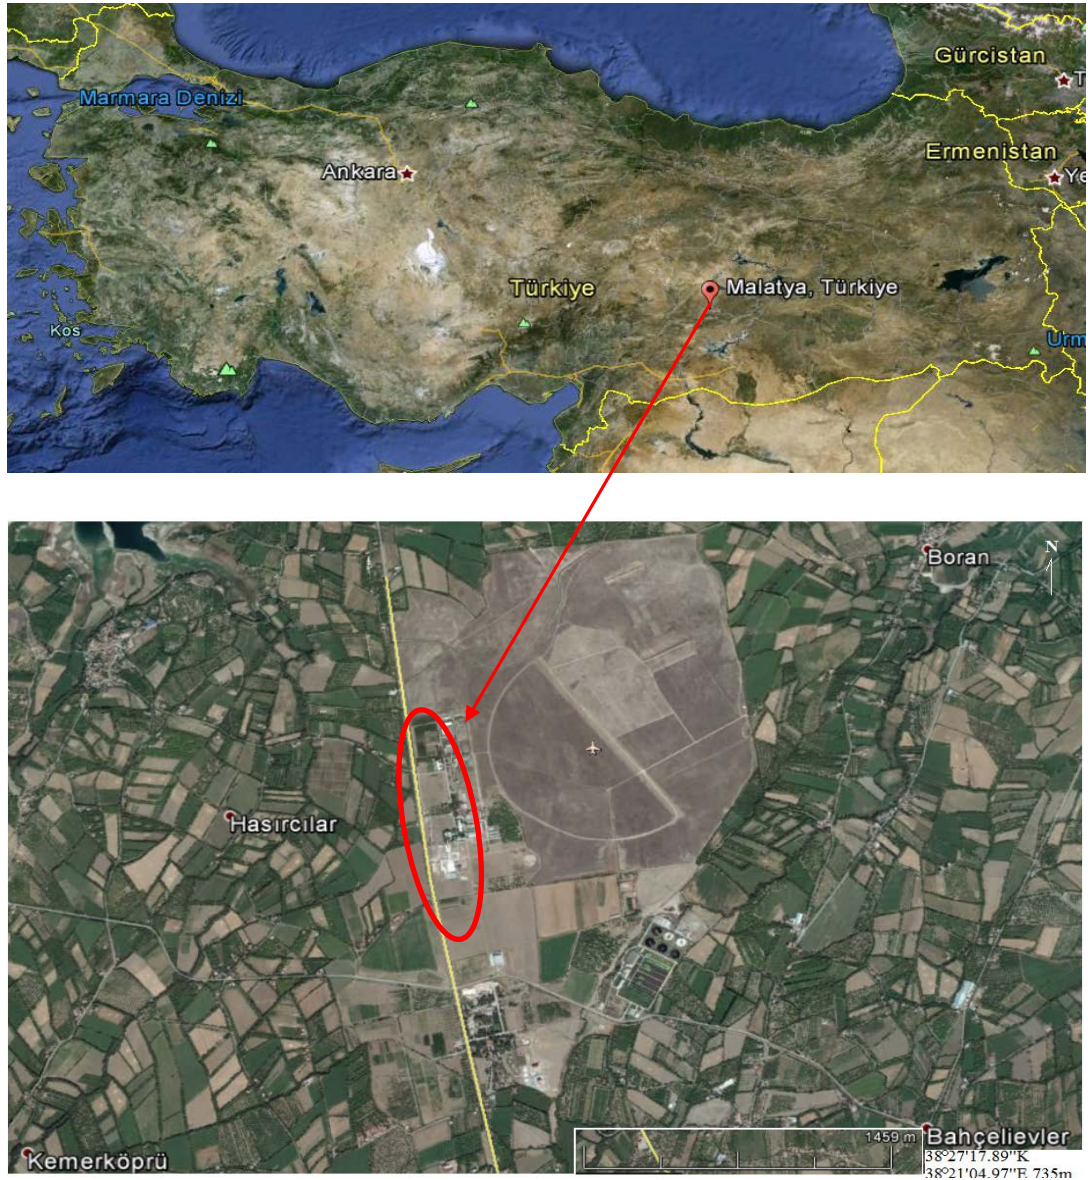 Gürcistan
T
Marmara Denizi
Ermenistan
Ankara
Ye
Türkiye
Malatya, Türkiye
Kos
Urm
Boran
N
Hasırcılar
1459 m
Bahçelievler
Kemerköprü
38°27'17.89"K
38°21'04.97"E 735m